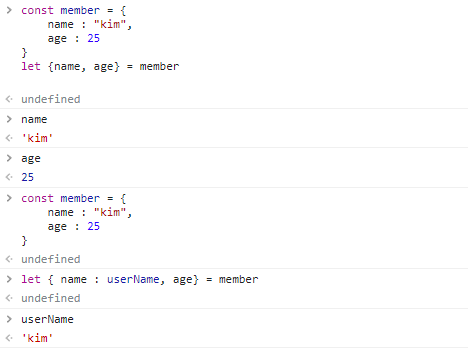 const member = {
    name : "kim",
    age : 25
}
let {name, age} = member
undefined
name
'kim'
age
25
const member = {
    name : "kim",
    age : 25
}
undefined
let { name : userName, age} = member
undefined
userName
'kim'